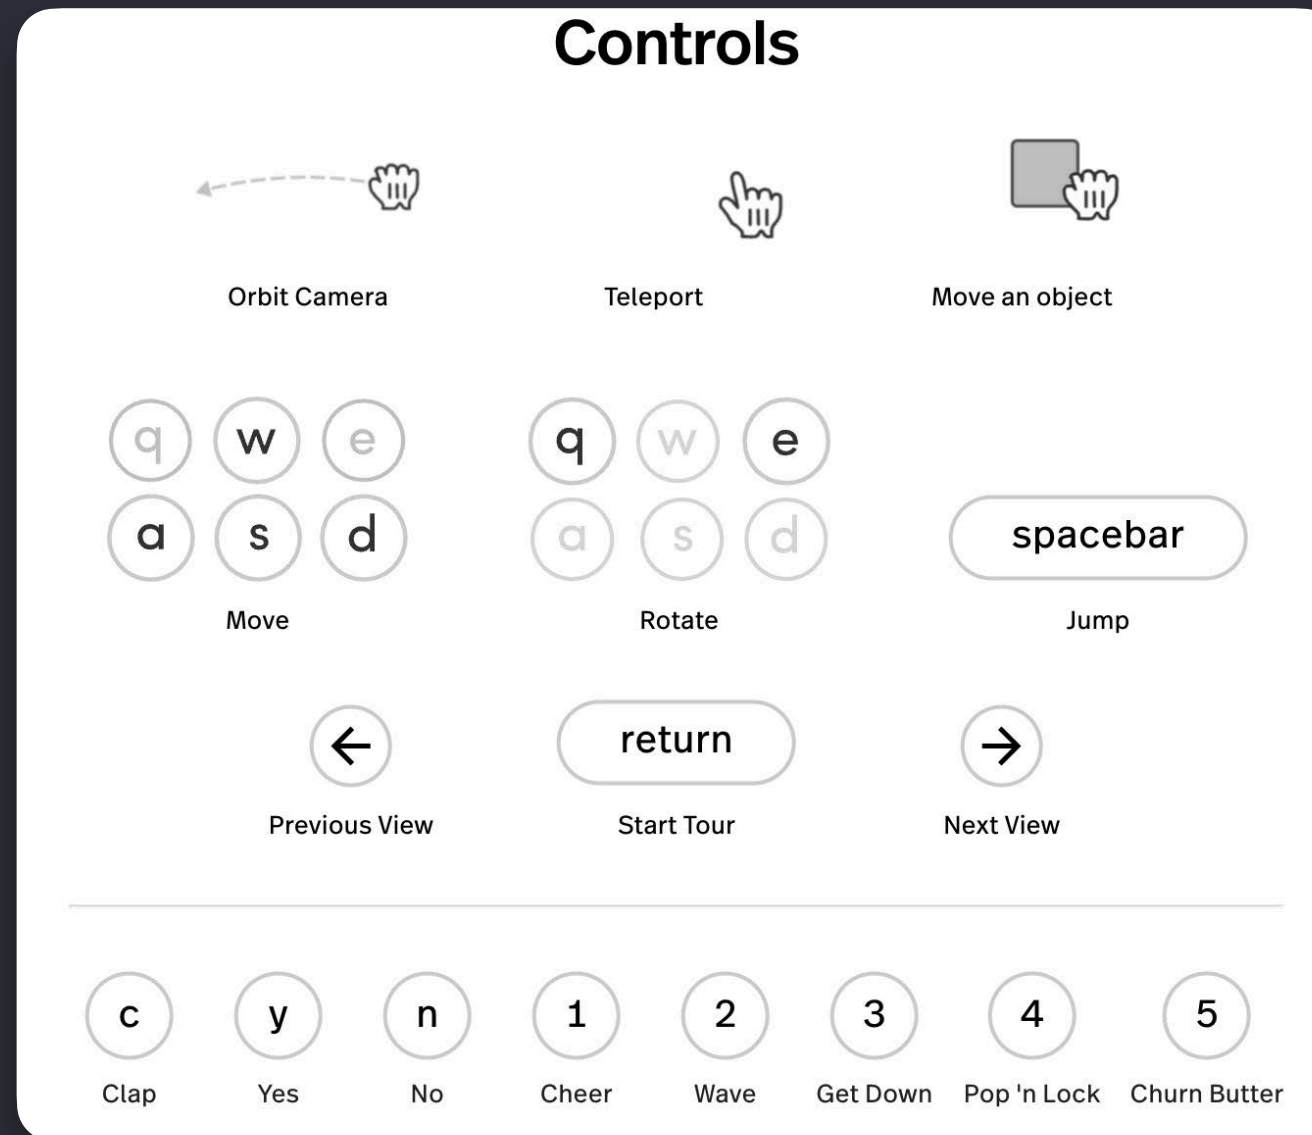 Controls
Orbit Camera Teleport Move an object
q w e q w e
a s d a s d spacebar
Move Rotate Jump
← return →
Previous View Start Tour Next View
c y n 1 2 3 4 5
Clap Yes No Cheer Wave Get Down Pop 'n Lock Churn Butter